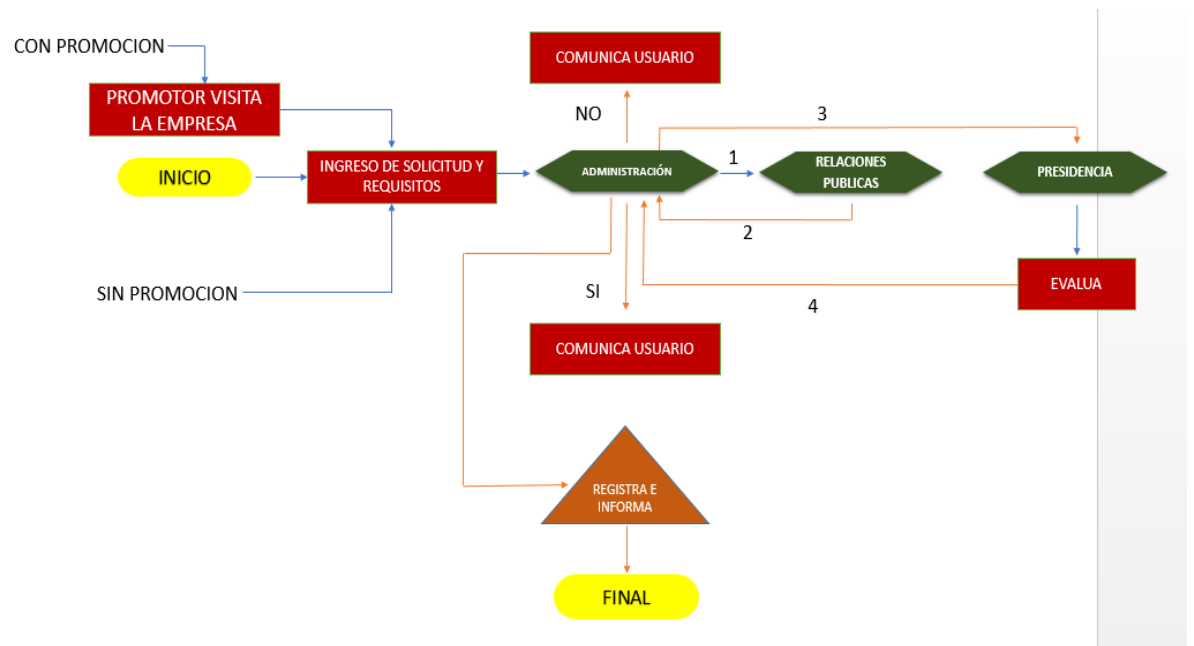 CON PROMOCION
COMUNICA USUARIO
PROMOTOR VISITA
LA EMPRESA
NO
3
INICIO
INGRESO DE SOLICITUD Y
REQUISITOS
ADMINISTRACIÓN
1
RELACIONES
PUBLICAS
PRESIDENCIA
2
SIN PROMOCION
SI
4
EVALUA
COMUNICA USUARIO
REGISTRA E
INFORMA
FINAL